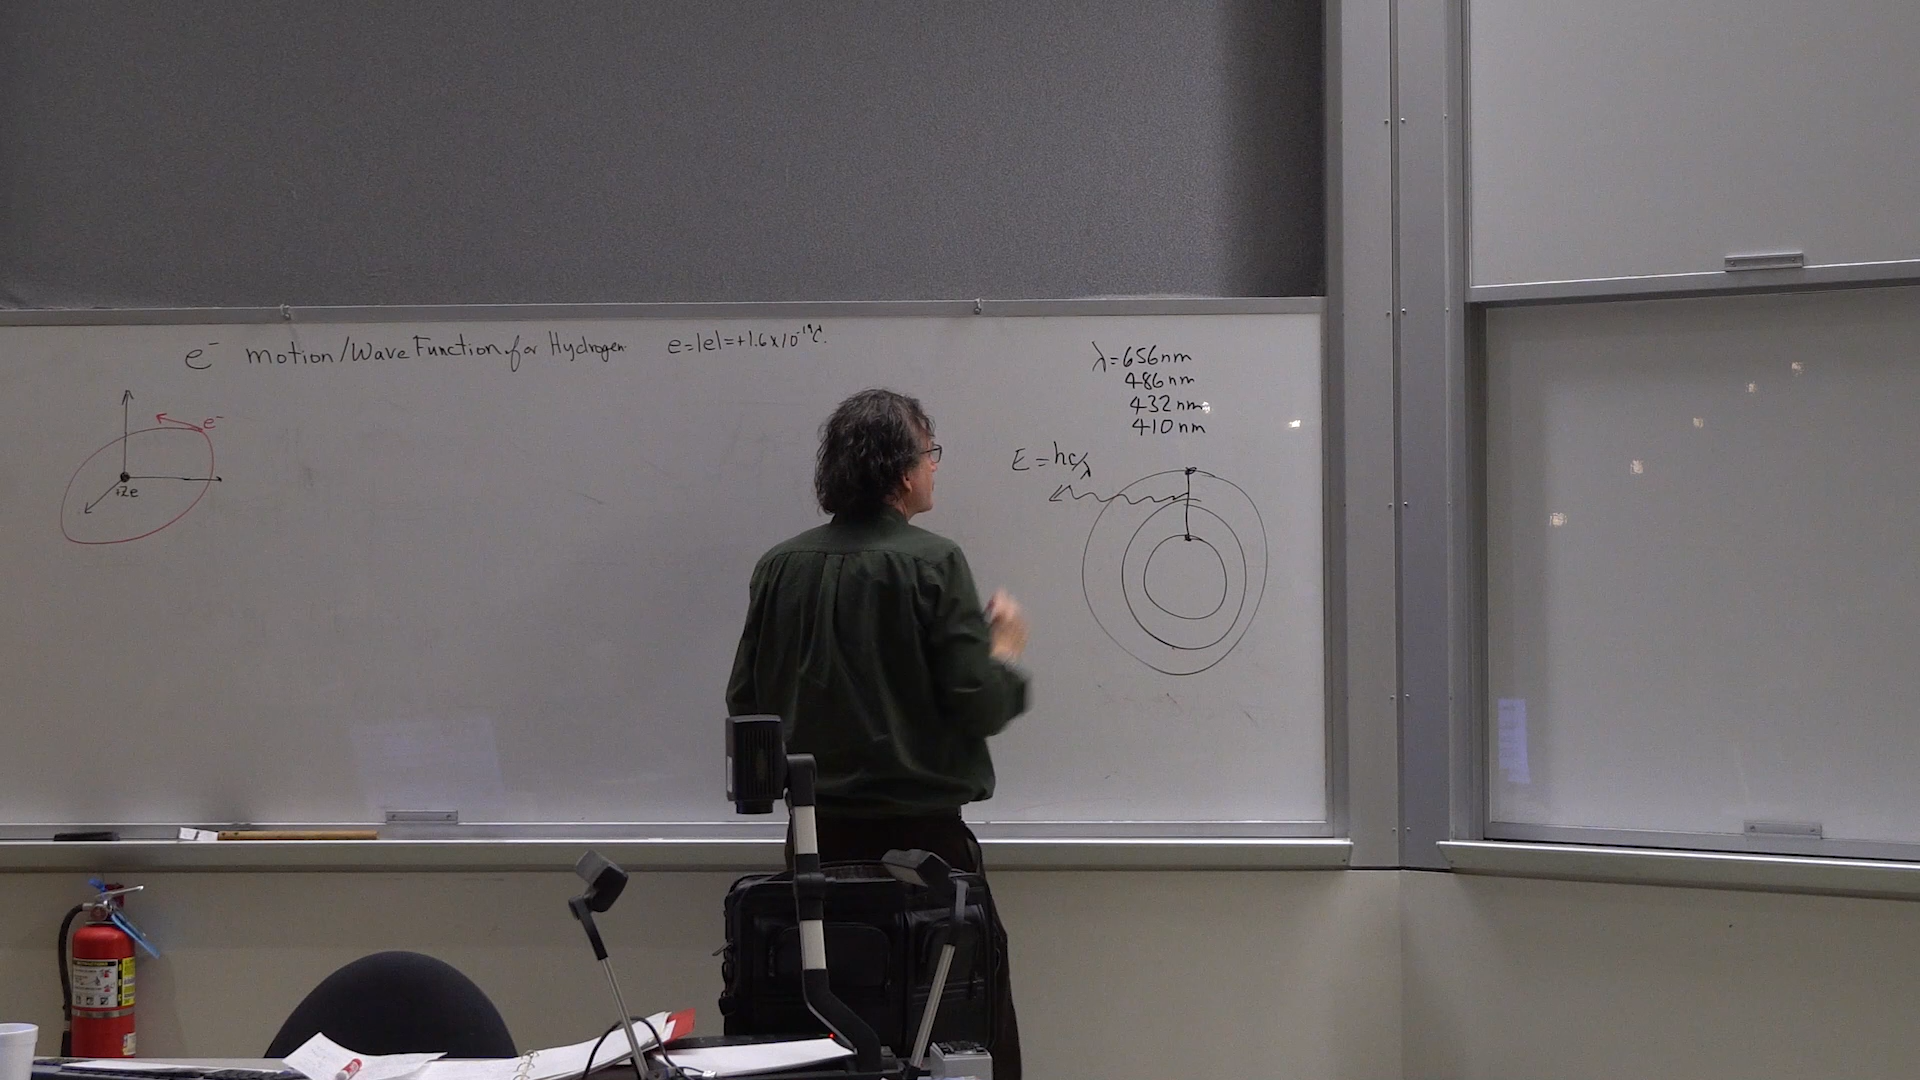 e⁻ motion/Wave Function for Hydrogen e=|e|=+1.6x10⁻¹⁹C.
λ=656nm
486nm
432nm
410nm
e⁻
E=hc/λ
+Ze